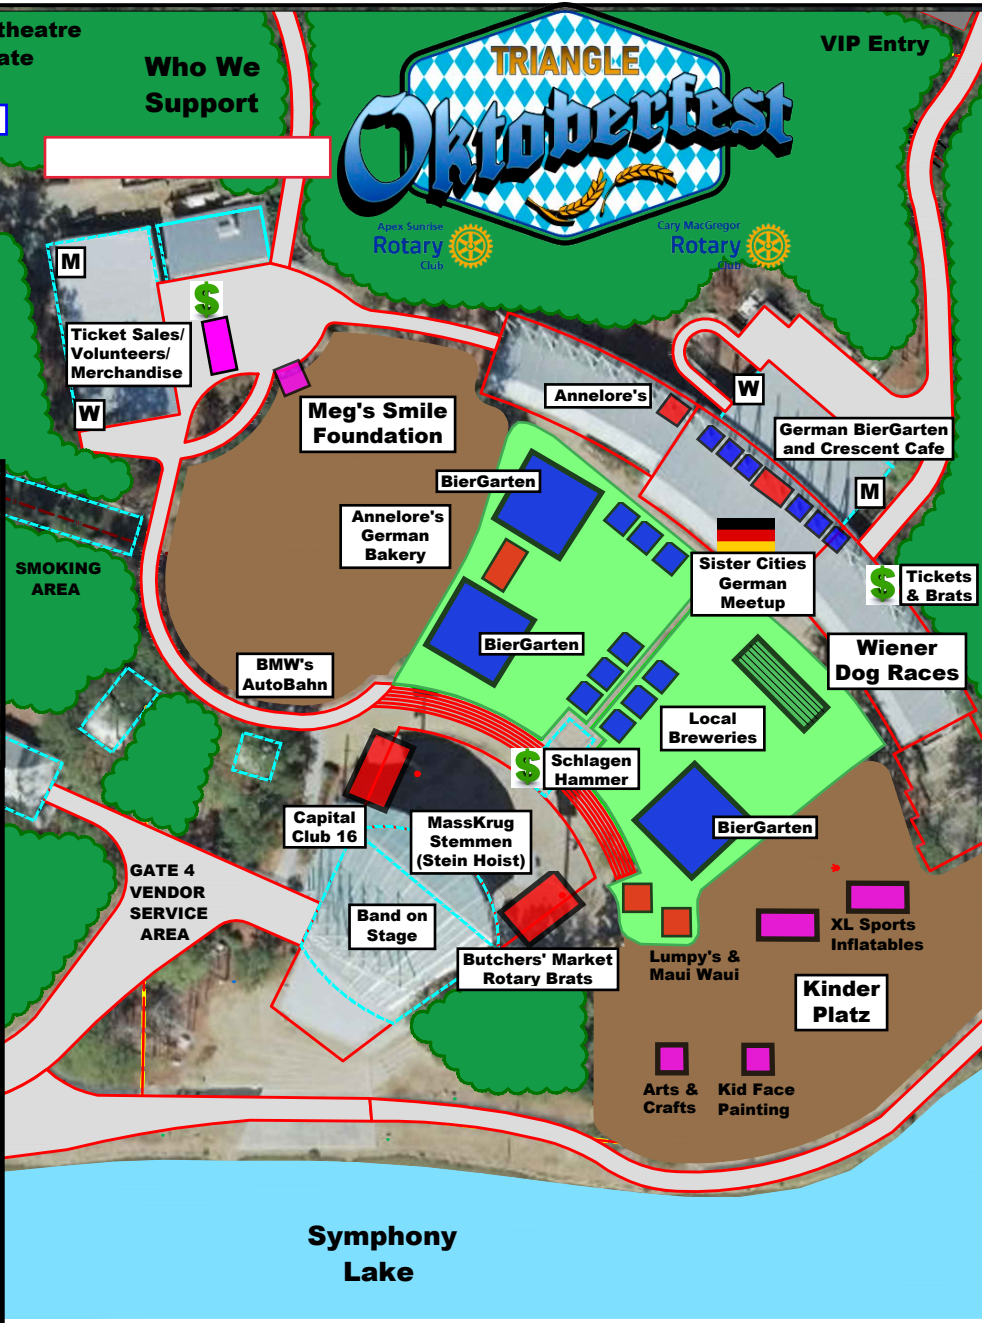 theatre
ate
Who We
Support
TRIANGLE
Oktoberfest
Apex Sunrise
Rotary
Club
Cary MacGregor
Rotary
Club
VIP Entry
M
$
Ticket Sales/
Volunteers/
Merchandise
W
Meg's Smile
Foundation
Annelore's
W
German BierGarten
and Crescent Cafe
M
BierGarten
Annelore's
German
Bakery
SMOKING
AREA
Sister Cities
German
Meetup
$
Tickets
& Brats
BierGarten
Wiener
Dog Races
BMW's
AutoBahn
Local
Breweries
$
Schlagen
Hammer
Capital
Club 16
MassKrug
Stemmen
(Stein Hoist)
BierGarten
GATE 4
VENDOR
SERVICE
AREA
Band on
Stage
Butchers' Market
Rotary Brats
Lumpy's &
Maui Waui
XL Sports
Inflatables
Kinder
Platz
Arts &
Crafts
Kid Face
Painting
Symphony
Lake